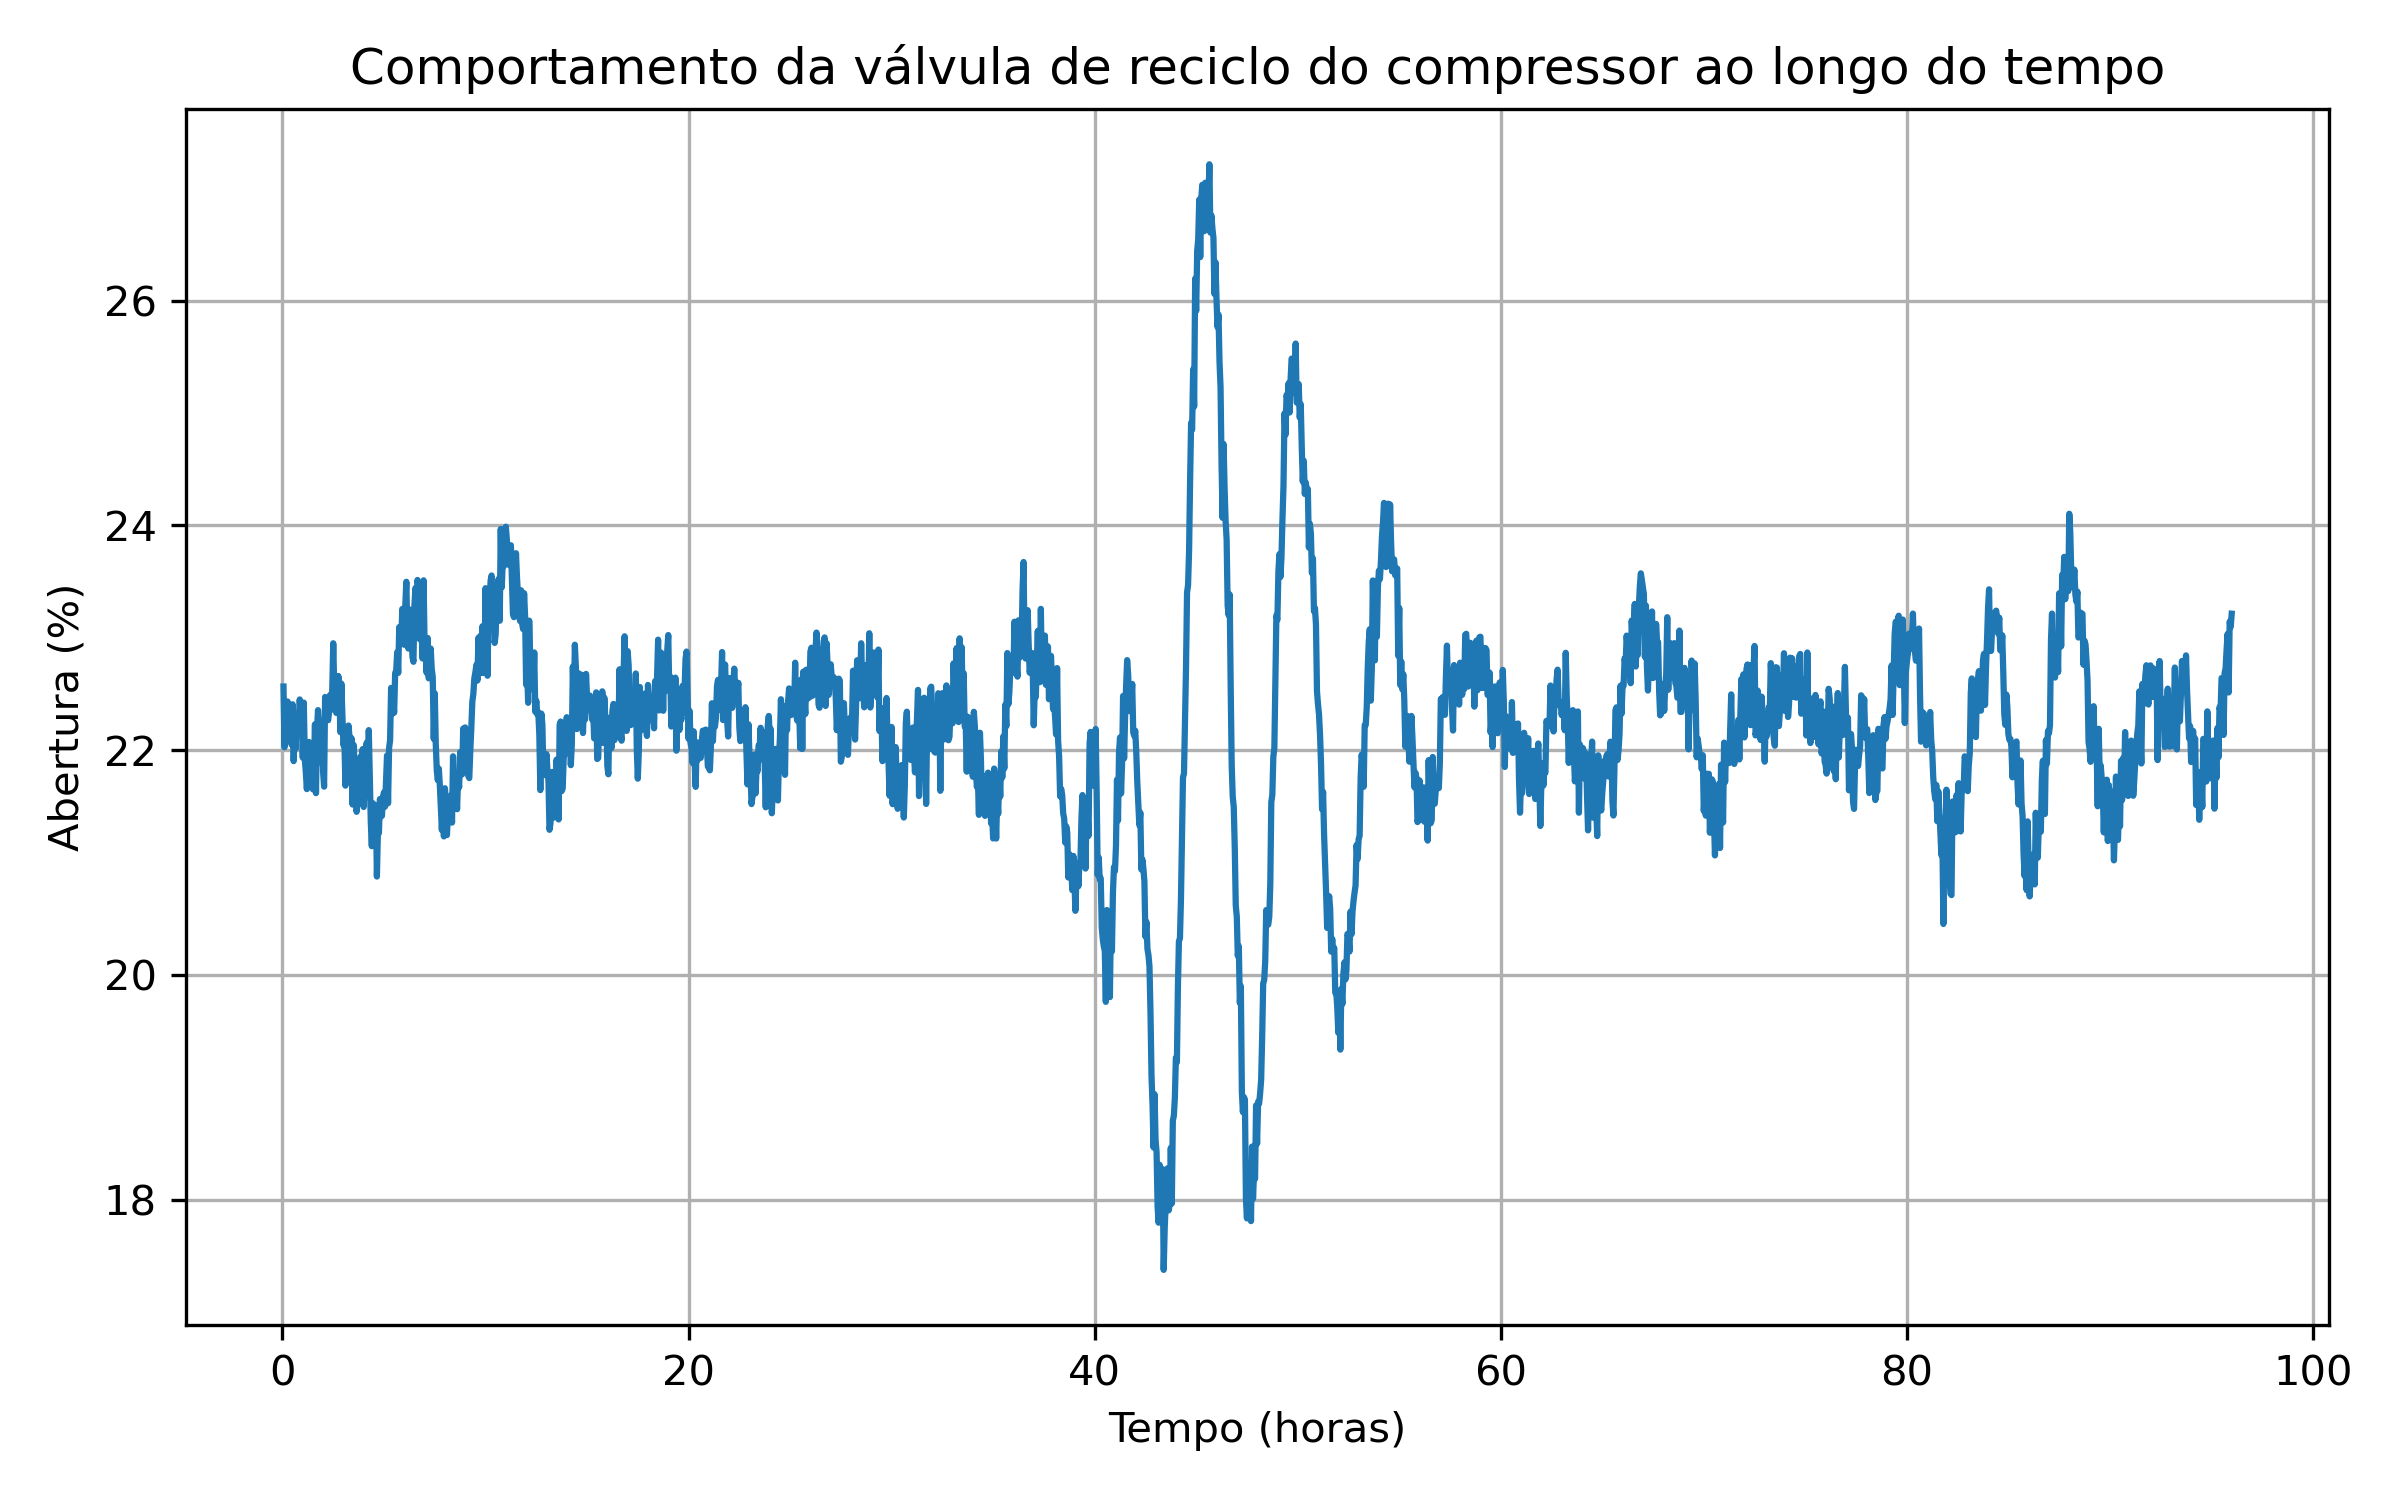 Comportamento da válvula de reciclo do compressor ao longo do tempo
Abertura (%)
26
24
22
20
18
0 20 40 60 80 100
Tempo (horas)